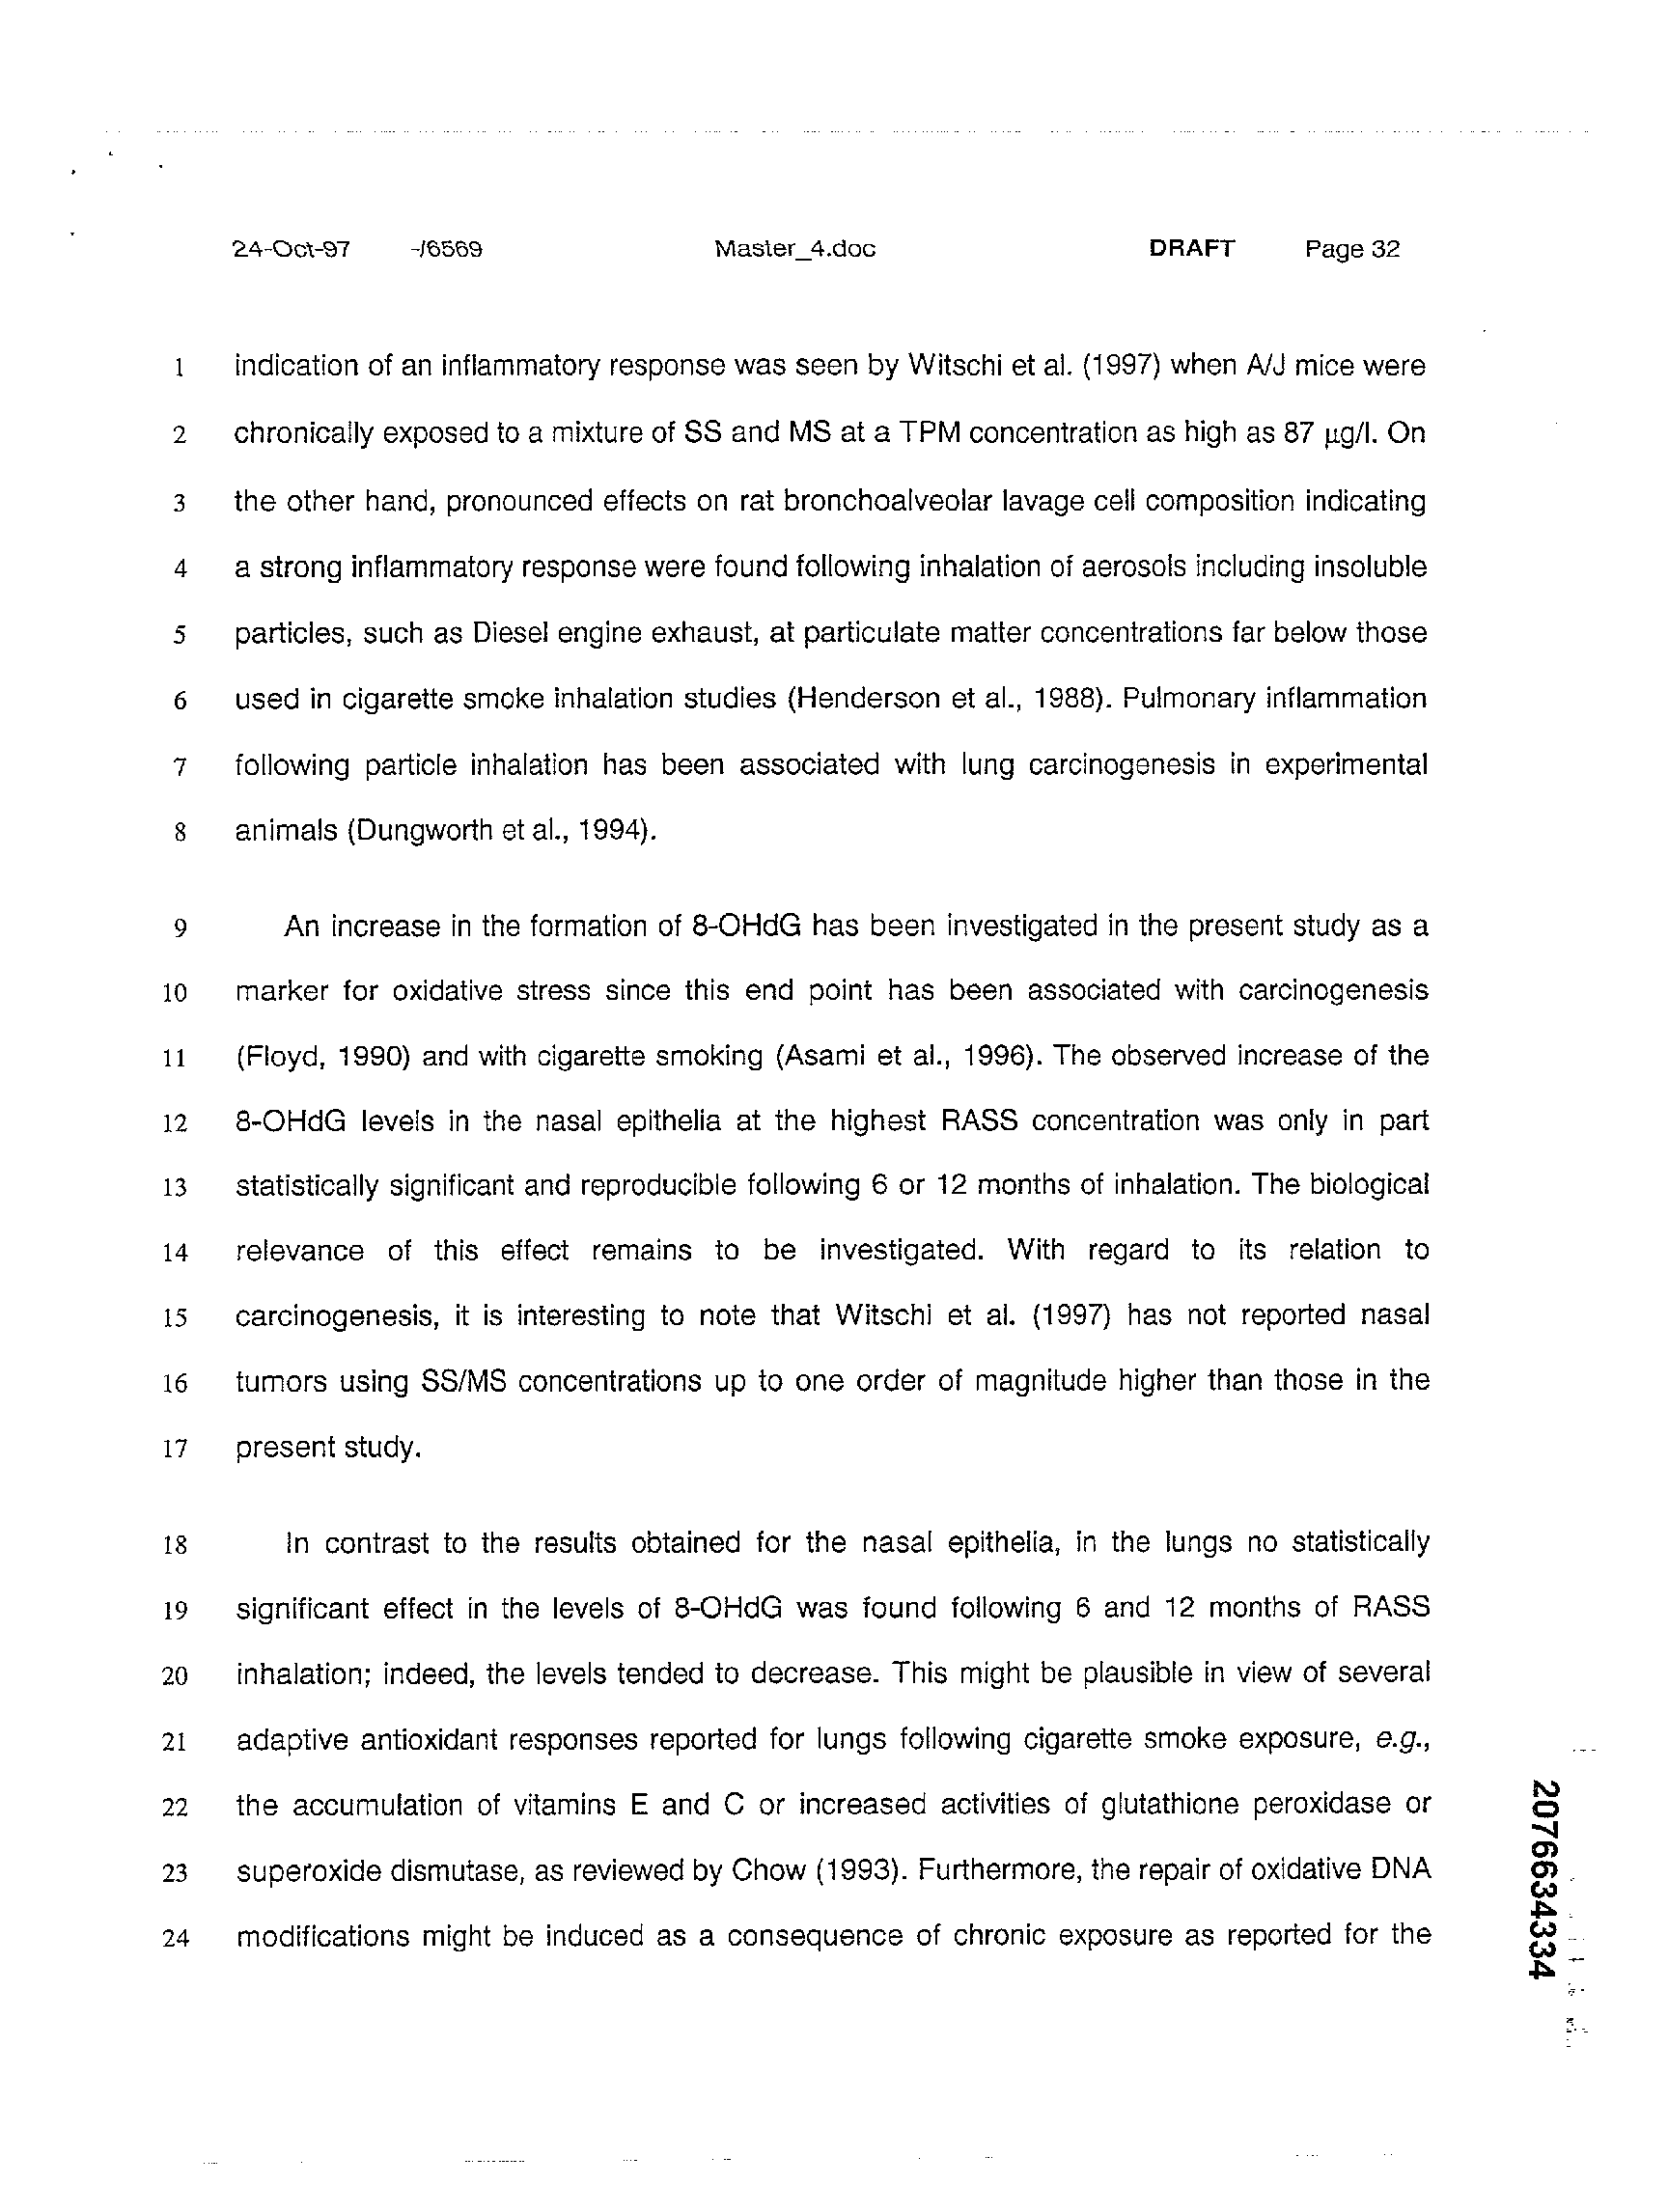 24-Oct-97 -/6569 Master_4.doc DRAFT Page 32
1 indication of an inflammatory response was seen by Witschi et al. (1997) when A/J mice were
2 chronically exposed to a mixture of SS and MS at a TPM concentration as high as 87 µg/l. On
3 the other hand, pronounced effects on rat bronchoalveolar lavage cell composition indicating
4 a strong inflammatory response were found following inhalation of aerosols including insoluble
5 particles, such as Diesel engine exhaust, at particulate matter concentrations far below those
6 used in cigarette smoke inhalation studies (Henderson et al., 1988). Pulmonary inflammation
7 following particle inhalation has been associated with lung carcinogenesis in experimental
8 animals (Dungworth et al., 1994).
9 An increase in the formation of 8-OHdG has been investigated in the present study as a
10 marker for oxidative stress since this end point has been associated with carcinogenesis
11 (Floyd, 1990) and with cigarette smoking (Asami et al., 1996). The observed increase of the
12 8-OHdG levels in the nasal epithelia at the highest RASS concentration was only in part
13 statistically significant and reproducible following 6 or 12 months of inhalation. The biological
14 relevance of this effect remains to be investigated. With regard to its relation to
15 carcinogenesis, it is interesting to note that Witschi et al. (1997) has not reported nasal
16 tumors using SS/MS concentrations up to one order of magnitude higher than those in the
17 present study.
18 In contrast to the results obtained for the nasal epithelia, in the lungs no statistically
19 significant effect in the levels of 8-OHdG was found following 6 and 12 months of RASS
20 inhalation; indeed, the levels tended to decrease. This might be plausible in view of several
21 adaptive antioxidant responses reported for lungs following cigarette smoke exposure, e.g.,
22 the accumulation of vitamins E and C or increased activities of glutathione peroxidase or
23 superoxide dismutase, as reviewed by Chow (1993). Furthermore, the repair of oxidative DNA
24 modifications might be induced as a consequence of chronic exposure as reported for the
2076634334